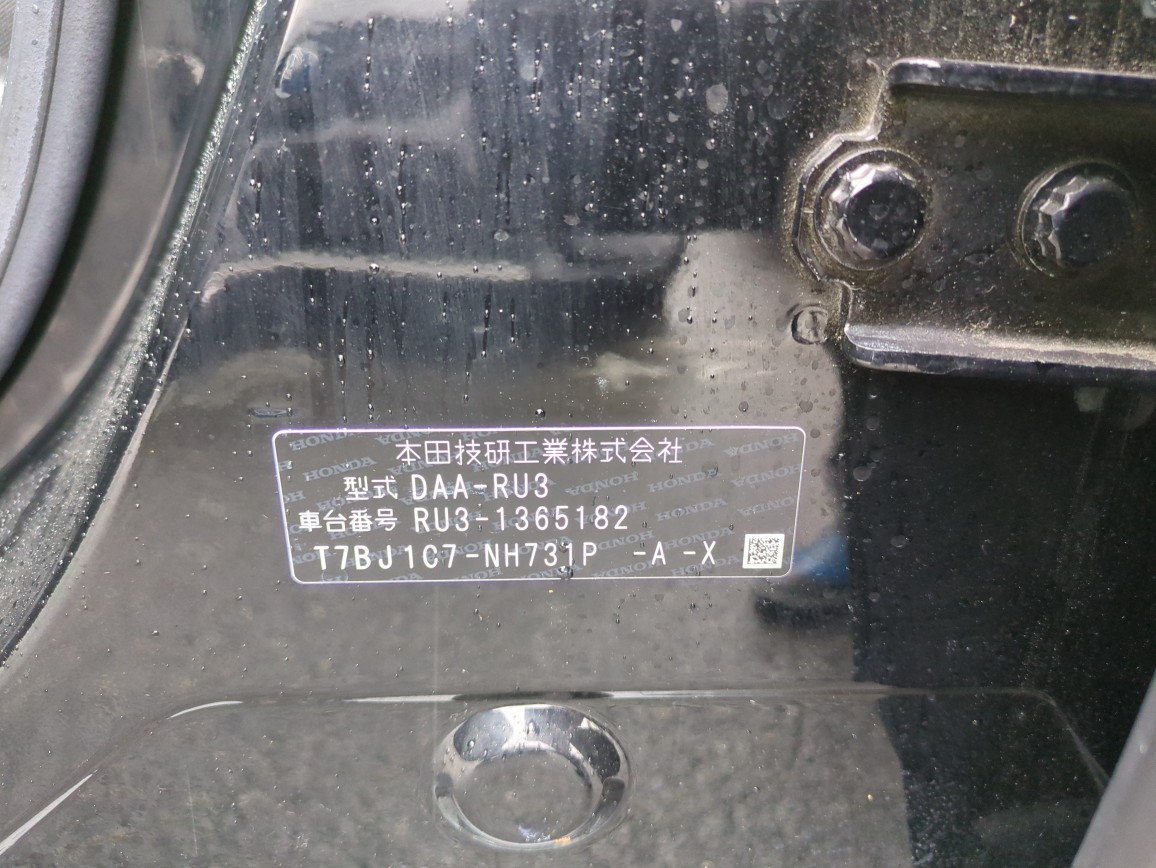 本田技研工業株式会社
型式 DAA-RU3
車台番号 RU3-1365182
T7BJ1C7-NH731P -A -X